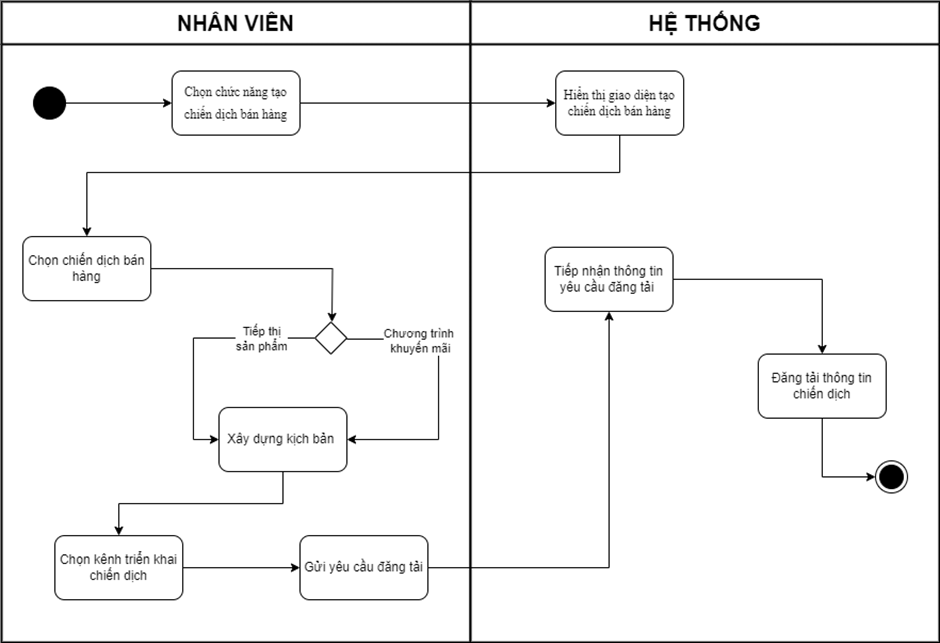 NHÂN VIÊN
HỆ THỐNG
Chọn chức năng tạo
chiến dịch bán hàng
Hiển thị giao diện tạo
chiến dịch bán hàng
Chọn chiến dịch bán
hàng
Tiếp nhận thông tin
yêu cầu đăng tải
Tiếp thị
sản phẩm
Chương trình
khuyến mãi
Đăng tải thông tin
chiến dịch
Xây dựng kịch bản
Chọn kênh triển khai
chiến dịch
Gửi yêu cầu đăng tải